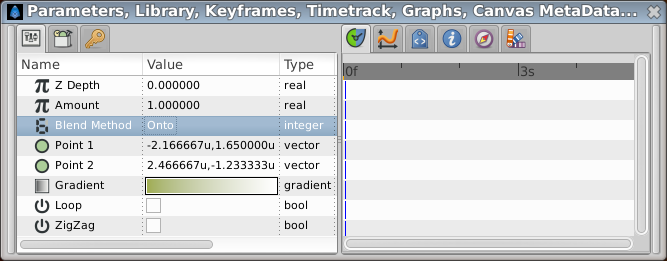 Parameters, Library, Keyframes, Timetrack, Graphs, Canvas MetaData...
Name Value Type
0f 3s
Z Depth 0.000000 real
Amount 1.000000 real
Blend Method Onto integer
Point 1 -2.166667u,1.650000u vector
Point 2 2.466667u,-1.233333u vector
Gradient gradient
Loop bool
ZigZag bool